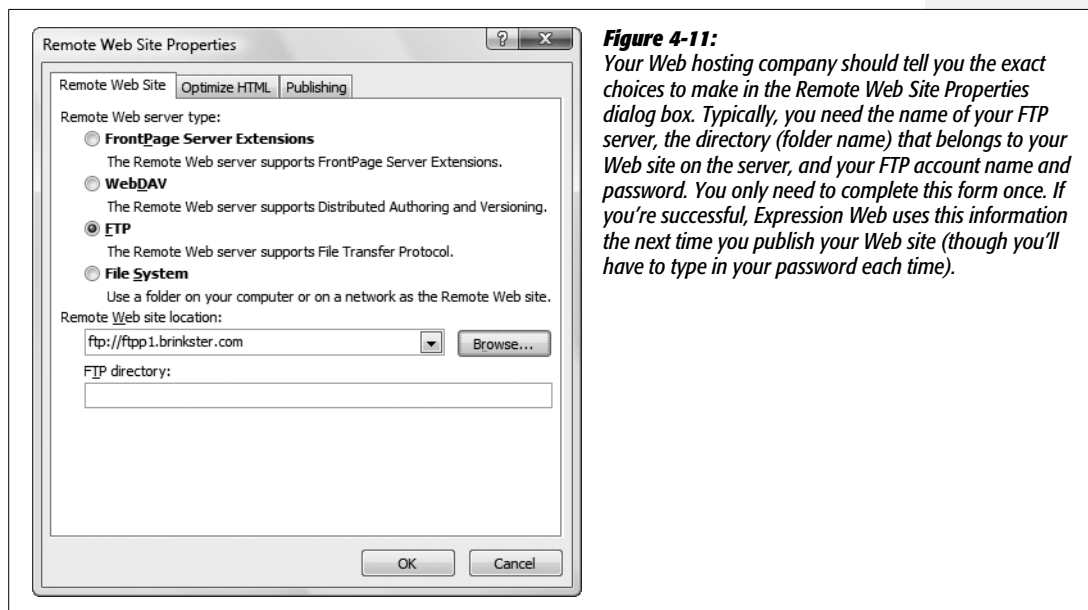 Remote Web Site Properties
Remote Web Site
Optimize HTML
Publishing
Remote Web server type:
FrontPage Server Extensions
The Remote Web server supports FrontPage Server Extensions.
WebDAV
The Remote Web server supports Distributed Authoring and Versioning.
FTP
The Remote Web server supports File Transfer Protocol.
File System
Use a folder on your computer or on a network as the Remote Web site.
Remote Web site location:
ftp://ftpp1.brinkster.com
Browse...
FTP directory:
OK
Cancel
Figure 4-11:
Your Web hosting company should tell you the exact
choices to make in the Remote Web Site Properties
dialog box. Typically, you need the name of your FTP
server, the directory (folder name) that belongs to your
Web site on the server, and your FTP account name and
password. You only need to complete this form once. If
you're successful, Expression Web uses this information
the next time you publish your Web site (though you'll
have to type in your password each time).